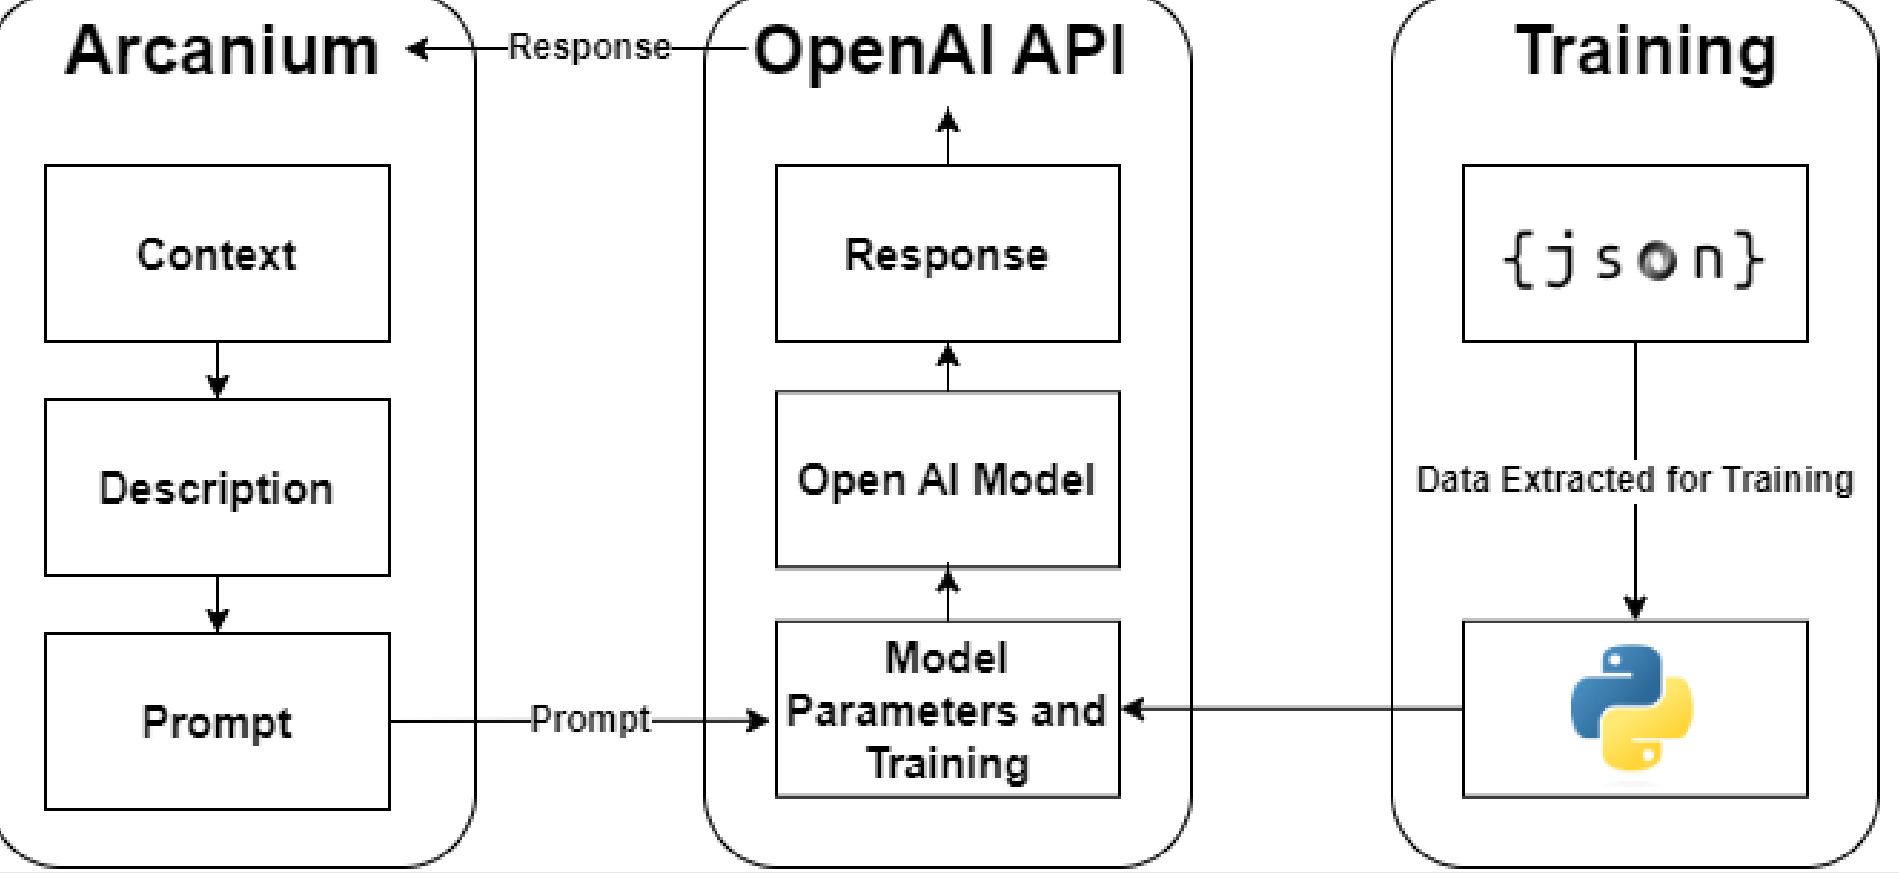 Arcanium
Response
OpenAI API
Training
Context
Description
Prompt
Prompt
Response
Open AI Model
Model
Parameters and
Training
{json}
Data Extracted for Training